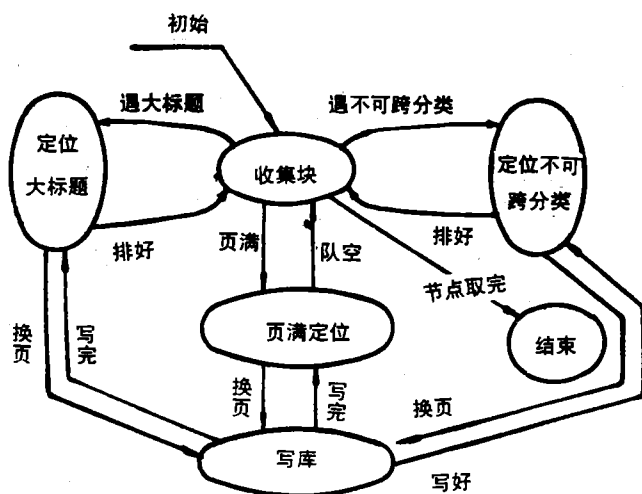 初始
遇大标题
遇不可跨分类
定位
大标题
收集块
定位不可
跨分类
排好
页满
队空
排好
节点取完
换页
写完
页满定位
结束
换页
写完
换页
写库
写好